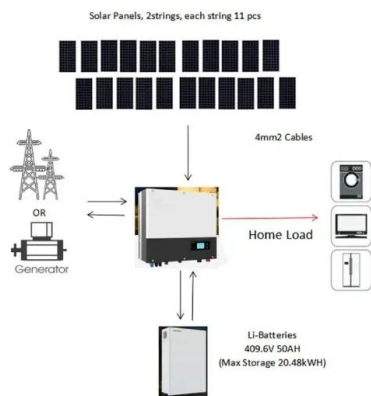 Solar Panels, 2strings, each string 11 pcs
4mm2 Cables
OR
Generator
Home Load
Li-Batteries
409.6V 50AH
(Max Storage 20.48kWH)